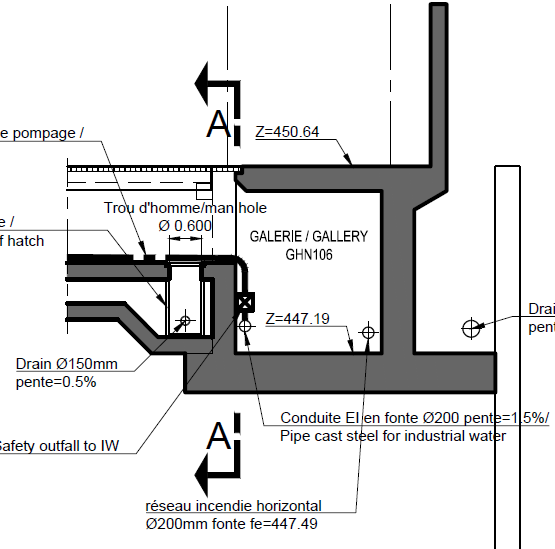 A
Z=450.64
e pompage /
Trou d'homme/man hole
Ø 0.600
e /
f hatch
GALERIE / GALLERY
GHN106
Z=447.19
Drai
pent
Drain Ø150mm
pente=0.5%
Conduite EI en fonte Ø200 pente=1.5%/
Pipe cast steel for industrial water
A
Safety outfall to IW
réseau incendie horizontal
Ø200mm fonte fe=447.49